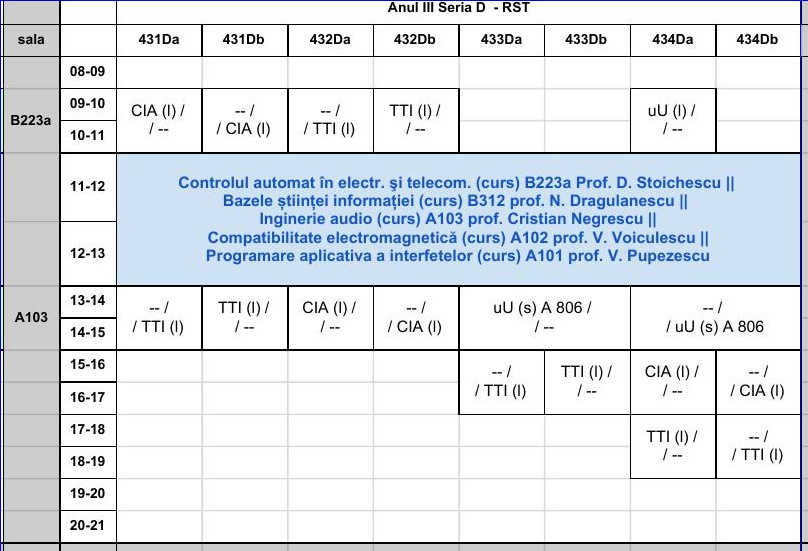 Anul III Seria D - RST
sala 431Da 431Db 432Da 432Db 433Da 433Db 434Da 434Db
08-09
B223a
09-10
10-11
CIA (l) /
/ --
-- /
/ CIA (l)
-- /
/ TTI (l)
TTI (l) /
/ --
uU (l) /
/ --
11-12
12-13
Controlul automat în electr. şi telecom. (curs) B223a Prof. D. Stoichescu ||
Bazele științei informației (curs) B312 prof. N. Dragulanescu ||
Inginerie audio (curs) A103 prof. Cristian Negrescu ||
Compatibilitate electromagnetică (curs) A102 prof. V. Voiculescu ||
Programare aplicativa a interfetelor (curs) A101 prof. V. Pupezescu
A103
13-14
14-15
-- /
/ TTI (l)
TTI (l) /
/ --
CIA (l) /
/ --
-- /
/ CIA (l)
uU (s) A 806 /
/ --
-- /
/ uU (s) A 806
15-16
16-17
-- /
/ TTI (l)
TTI (l) /
/ --
CIA (l) /
/ --
-- /
/ CIA (l)
17-18
18-19
TTI (l) /
/ --
-- /
/ TTI (l)
19-20
20-21